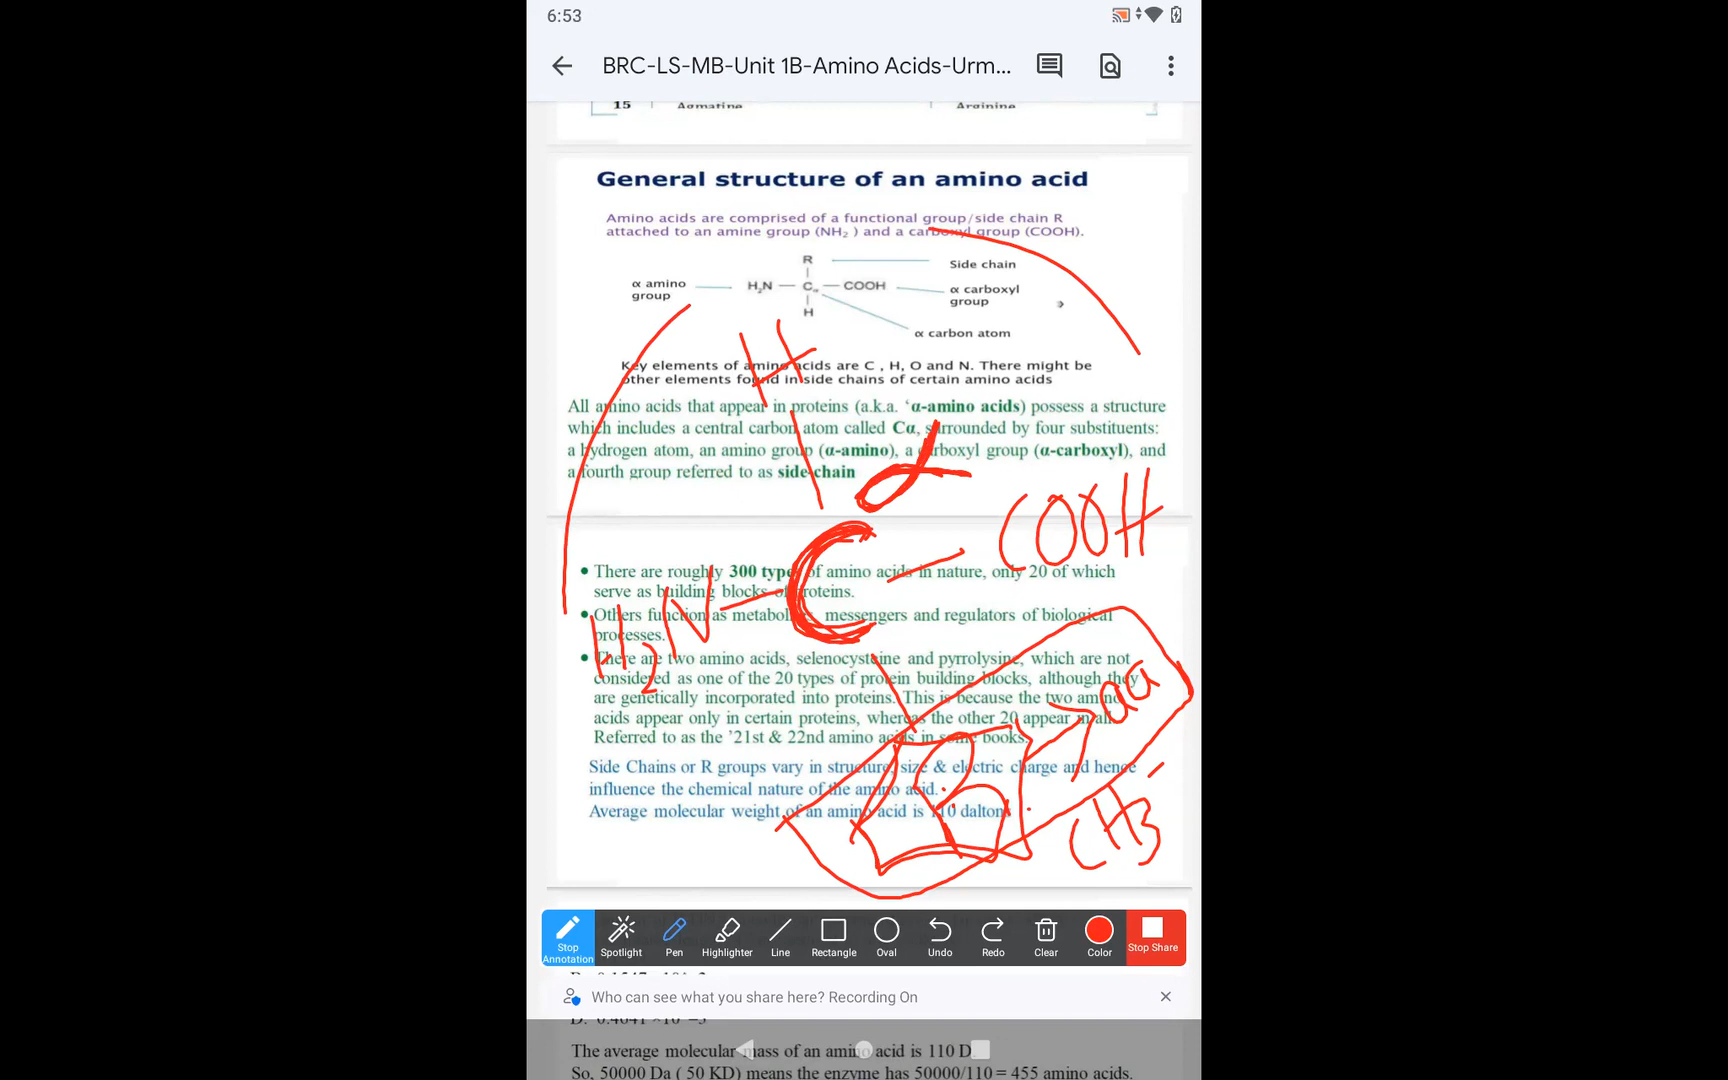 6:53
BRC-LS-MB-Unit 1B-Amino Acids-Urm...
15 Agmatine Arginine
General structure of an amino acid
Amino acids are comprised of a functional group/side chain R
attached to an amine group (NH₂ ) and a carboxyl group (COOH).
R
Side chain
α amino
group
H₂N — Cα — COOH
α carboxyl
group
H
α carbon atom
H
Key elements of amino acids are C , H, O and N. There might be
other elements found in side chains of certain amino acids
All amino acids that appear in proteins (a.k.a. ‘α-amino acids) possess a structure
which includes a central carbon atom called Cα, surrounded by four substituents:
a hydrogen atom, an amino group (α-amino), a carboxyl group (α-carboxyl), and
a fourth group referred to as side-chain
α
COOH
C
H₂N
• There are roughly 300 types of amino acids in nature, only 20 of which
serve as building blocks of proteins.
• Others function as metabolites, messengers and regulators of biological
processes.
• There are two amino acids, selenocysteine and pyrrolysine, which are not
considered as one of the 20 types of protein building blocks, although they
are genetically incorporated into proteins. This is because the two amino
acids appear only in certain proteins, whereas the other 20 appear in all.
Referred to as the ’21st & 22nd amino acids in some books.
aa
Side Chains or R groups vary in structure, size & electric charge and hence
influence the chemical nature of the amino acid.
Average molecular weight of an amino acid is 110 daltons
R
CH3
Stop
Annotation
Spotlight
Pen
Highlighter
Line
Rectangle
Oval
Undo
Redo
Clear
Color
Stop Share
Who can see what you share here? Recording On
The average molecular mass of an amino acid is 110 D.
So, 50000 Da ( 50 KD) means the enzyme has 50000/110 = 455 amino acids.